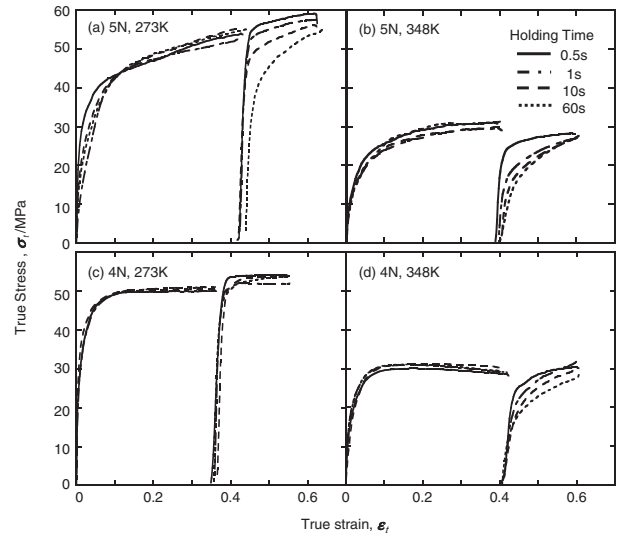 (a) 5N, 273K
(b) 5N, 348K
Holding Time
0.5s
1s
10s
60s
60
50
40
30
20
10
0
(c) 4N, 273K
(d) 4N, 348K
50
40
30
20
10
0
0
0.2
0.4
0.6
0
0.2
0.4
0.6
True Stress , σt/MPa
True strain, εt